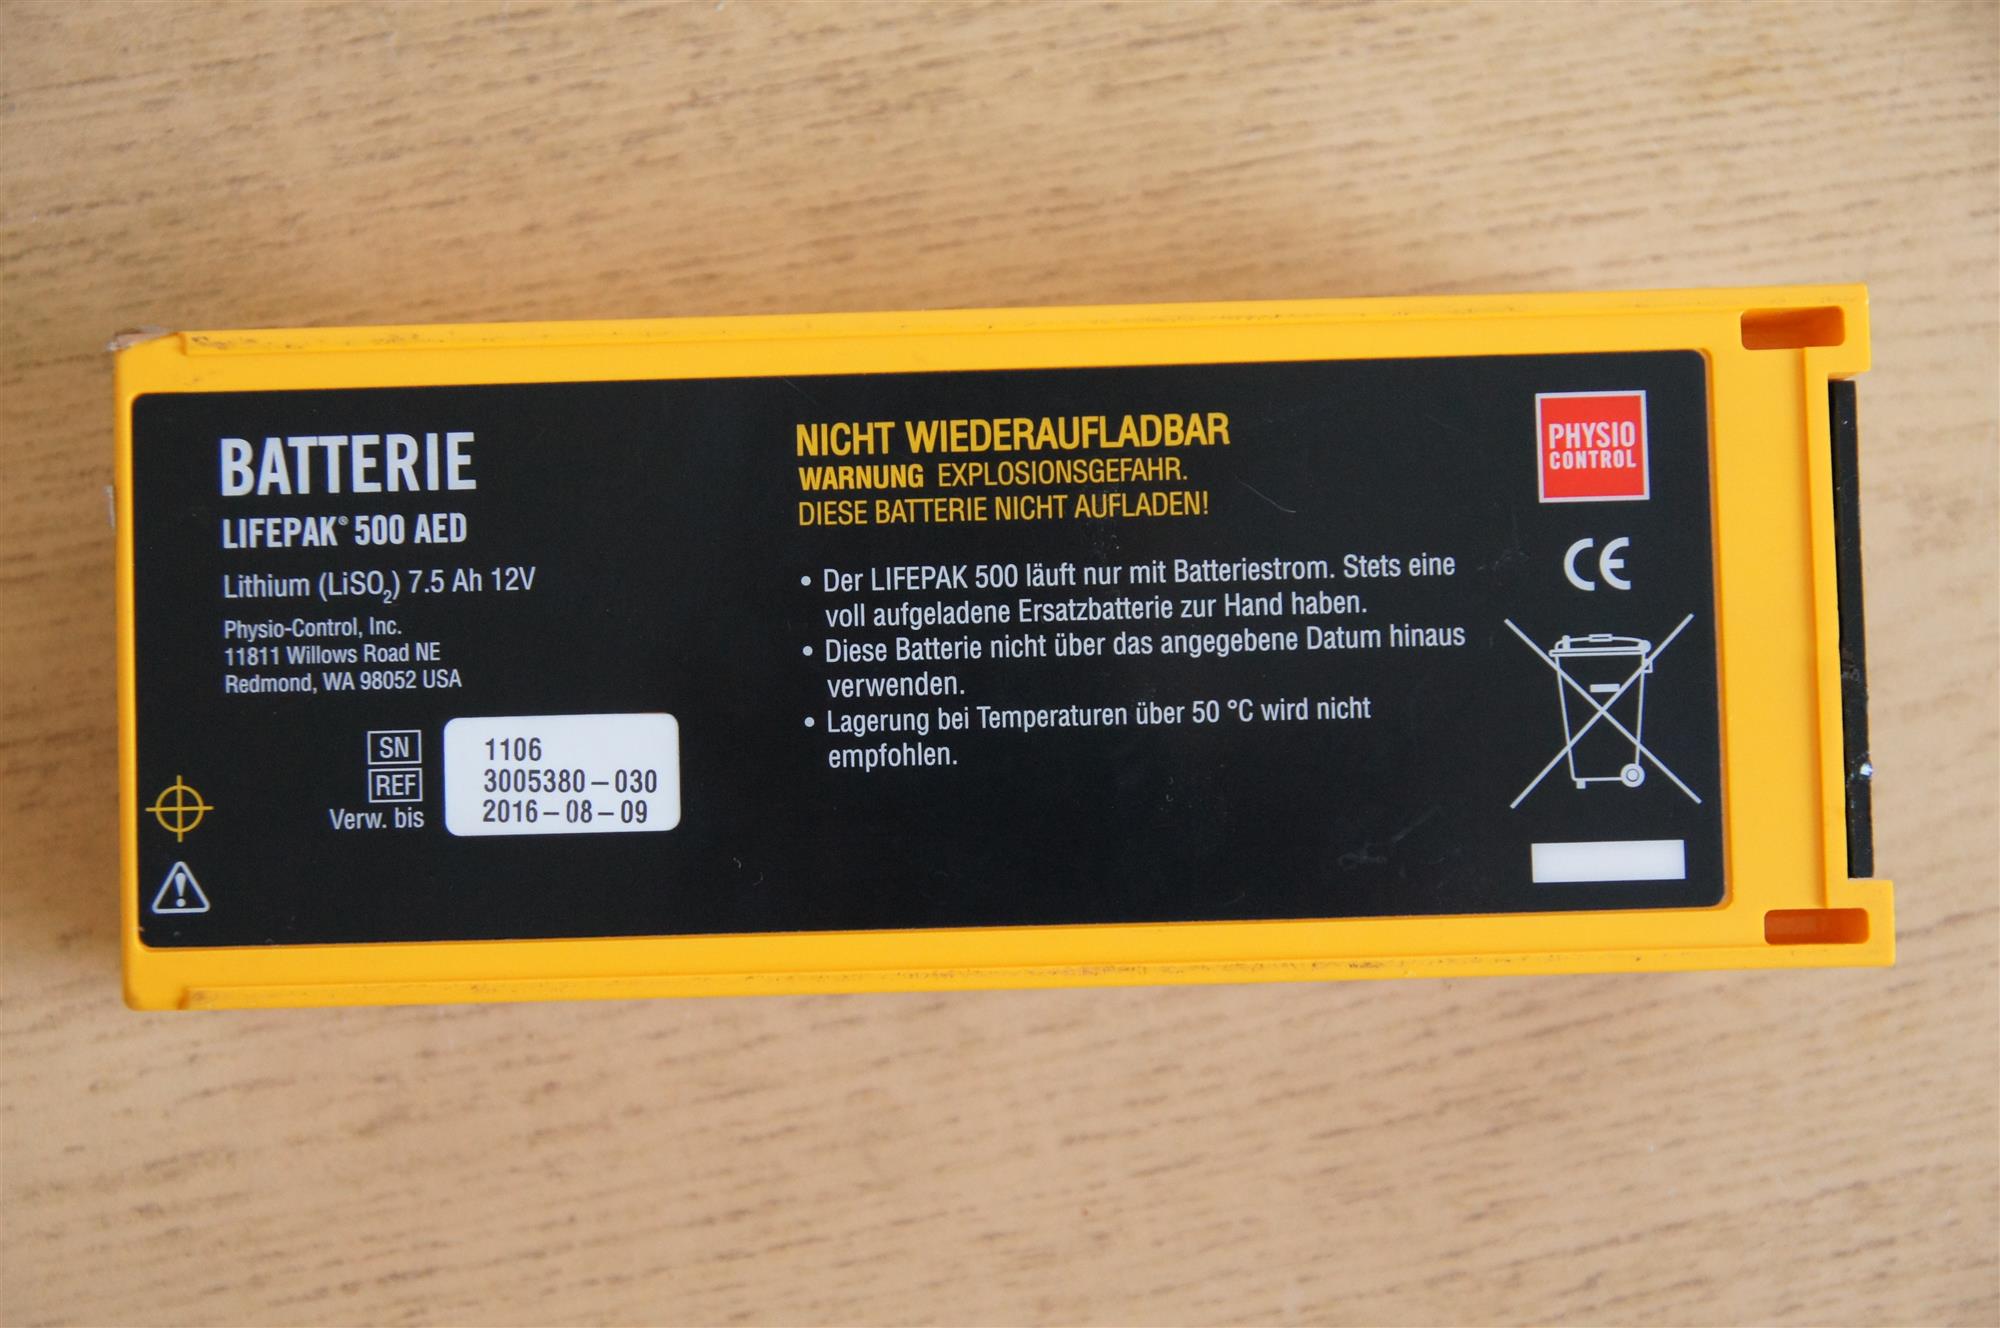 BATTERIE
LIFEPAK® 500 AED
Lithium (LiSO₂) 7.5 Ah 12V
Physio-Control, Inc.
11811 Willows Road NE
Redmond, WA 98052 USA
SN 1106
REF 3005380-030
Verw. bis 2016-08-09
NICHT WIEDERAUFLADBAR
WARNUNG EXPLOSIONSGEFAHR.
DIESE BATTERIE NICHT AUFLADEN!
• Der LIFEPAK 500 läuft nur mit Batteriestrom. Stets eine
voll aufgeladene Ersatzbatterie zur Hand haben.
• Diese Batterie nicht über das angegebene Datum hinaus
verwenden.
• Lagerung bei Temperaturen über 50 °C wird nicht
empfohlen.
PHYSIO
CONTROL
CE